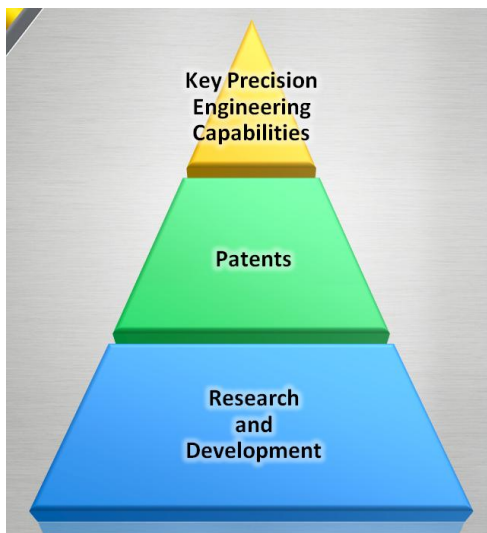 Key Precision
Engineering
Capabilities
Patents
Research
and
Development